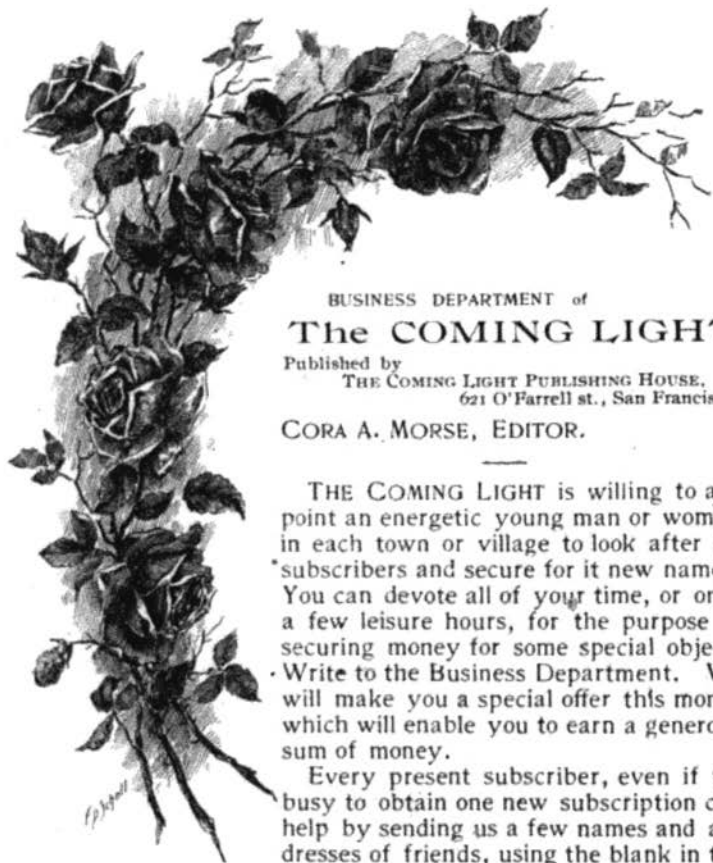 BUSINESS DEPARTMENT of
The COMING LIGHT
Published by
THE COMING LIGHT PUBLISHING HOUSE,
621 O'Farrell st., San Francis
CORA A. MORSE, EDITOR.
THE COMING LIGHT is willing to a
point an energetic young man or wom
in each town or village to look after
subscribers and secure for it new name
You can devote all of your time, or or
a few leisure hours, for the purpose
securing money for some special obje
Write to the Business Department.
will make you a special offer this mon
which will enable you to earn a genero
sum of money.
Every present subscriber, even if
busy to obtain one new subscription c
help by sending us a few names and a
dresses of friends, using the blank in